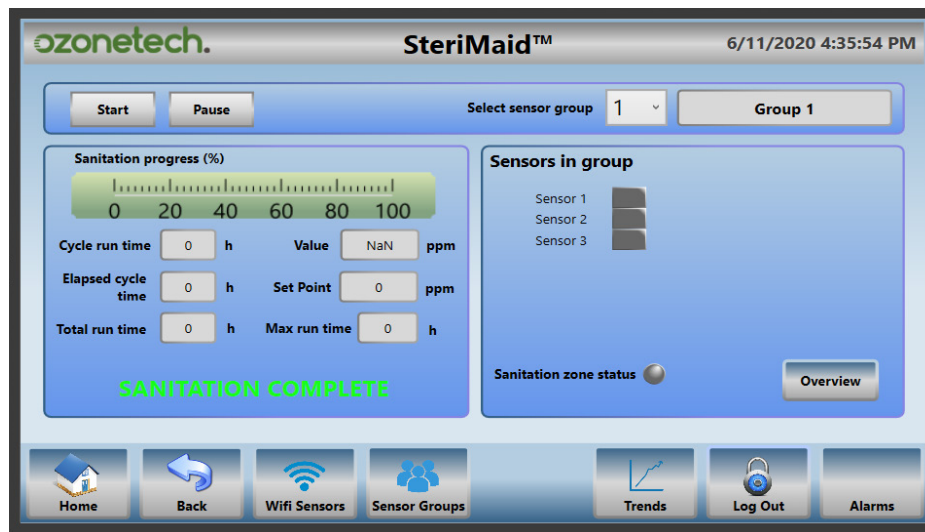 ozonetech.
SteriMaid™
6/11/2020 4:35:54 PM
Start
Pause
Select sensor group
1
Group 1
Sanitation progress (%)
0 20 40 60 80 100
Cycle run time 0 h
Value NaN ppm
Elapsed cycle
time 0 h
Set Point 0 ppm
Total run time 0 h
Max run time 0 h
SANITATION COMPLETE
Sensors in group
Sensor 1
Sensor 2
Sensor 3
Sanitation zone status
Overview
Home
Back
Wifi Sensors
Sensor Groups
Trends
Log Out
Alarms